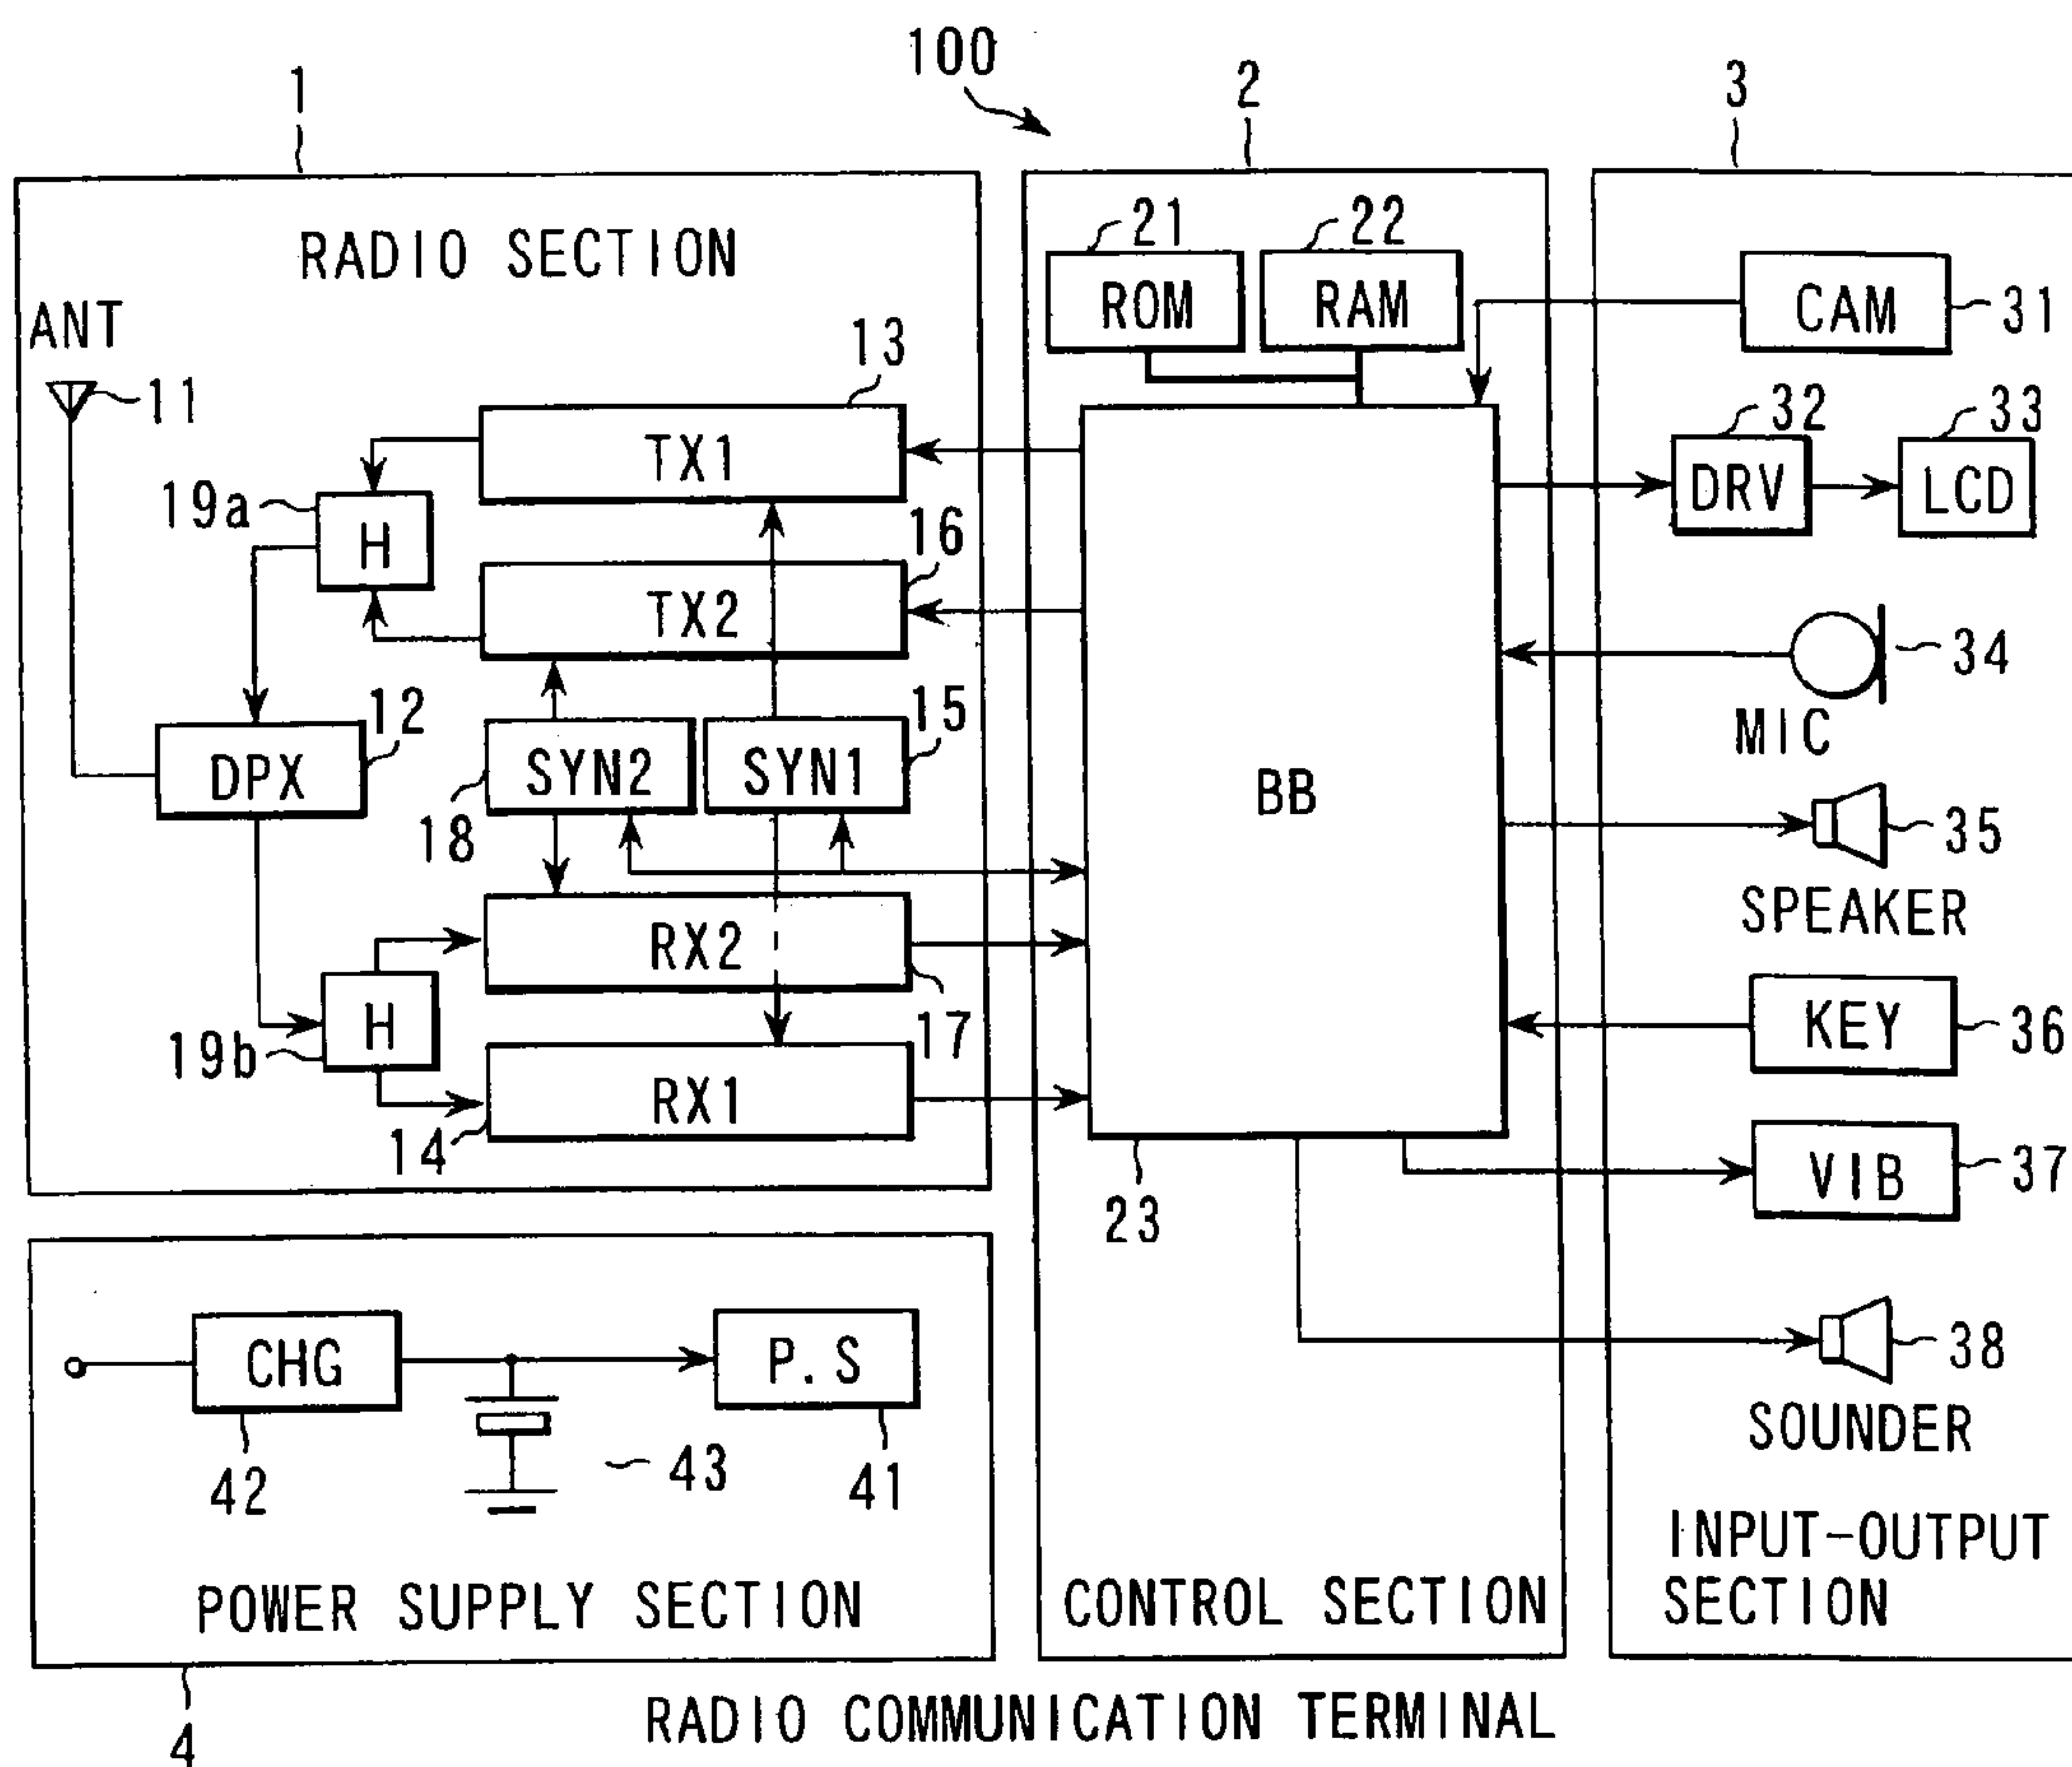 100
1
2
3
RADIO SECTION
ANT
11
13
TX1
19a
H
16
TX2
12
DPX
15
SYN2
SYN1
18
RX2
17
H
19b
RX1
14
21
22
ROM
RAM
BB
23
CONTROL SECTION
CAM
31
32
33
DRV
LCD
34
MIC
35
SPEAKER
KEY
36
VIB
37
38
SOUNDER
INPUT-OUTPUT
SECTION
CHG
P.S
42
43
41
POWER SUPPLY SECTION
4
RADIO COMMUNICATION TERMINAL